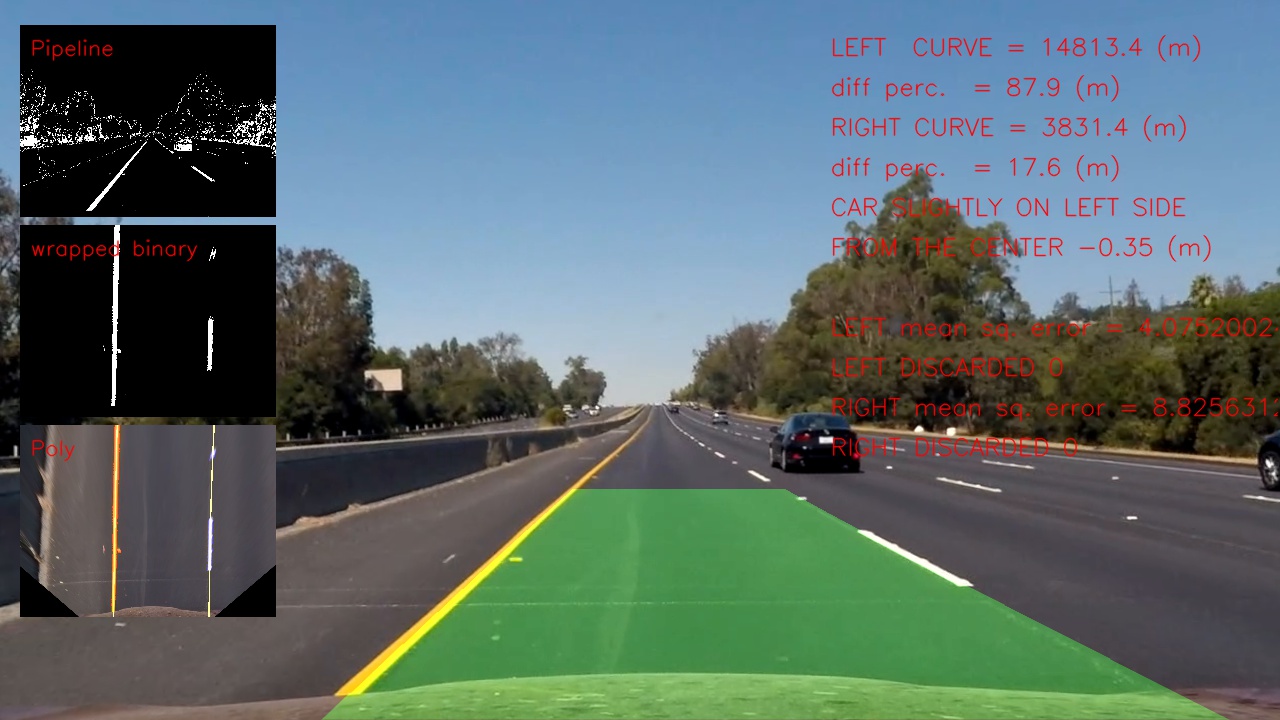 Pipeline
wrapped binary
Poly
LEFT CURVE = 14813.4 (m)
diff perc. = 87.9 (m)
RIGHT CURVE = 3831.4 (m)
diff perc. = 17.6 (m)
CAR SLIGHTLY ON LEFT SIDE
FROM THE CENTER -0.35 (m)
LEFT mean sq. error = 4.0752002
LEFT DISCARDED 0
RIGHT mean sq. error = 8.825631
RIGHT DISCARDED 0